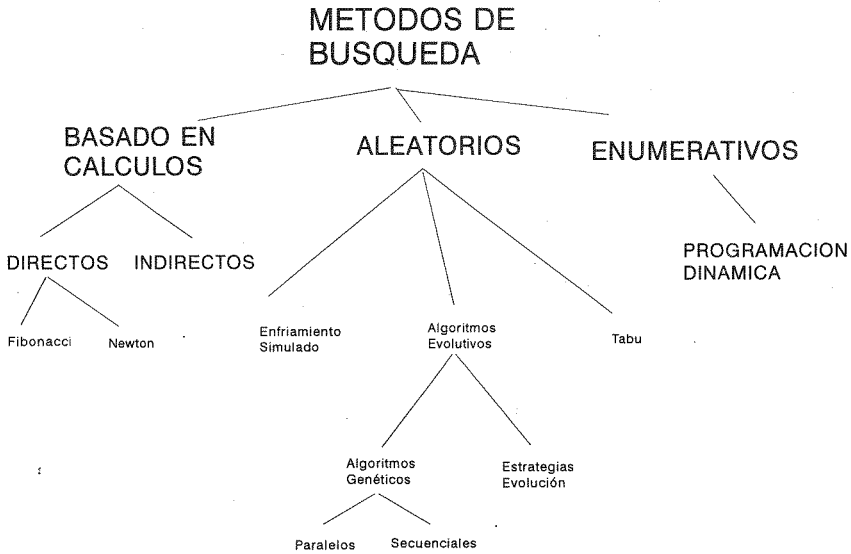 METODOS DE
BUSQUEDA
BASADO EN
CALCULOS
ALEATORIOS
ENUMERATIVOS
DIRECTOS
INDIRECTOS
PROGRAMACION
DINAMICA
Fibonacci
Newton
Enfriamiento
Simulado
Algoritmos
Evolutivos
Tabu
Algoritmos
Genéticos
Estrategias
Evolución
Paralelos
Secuenciales